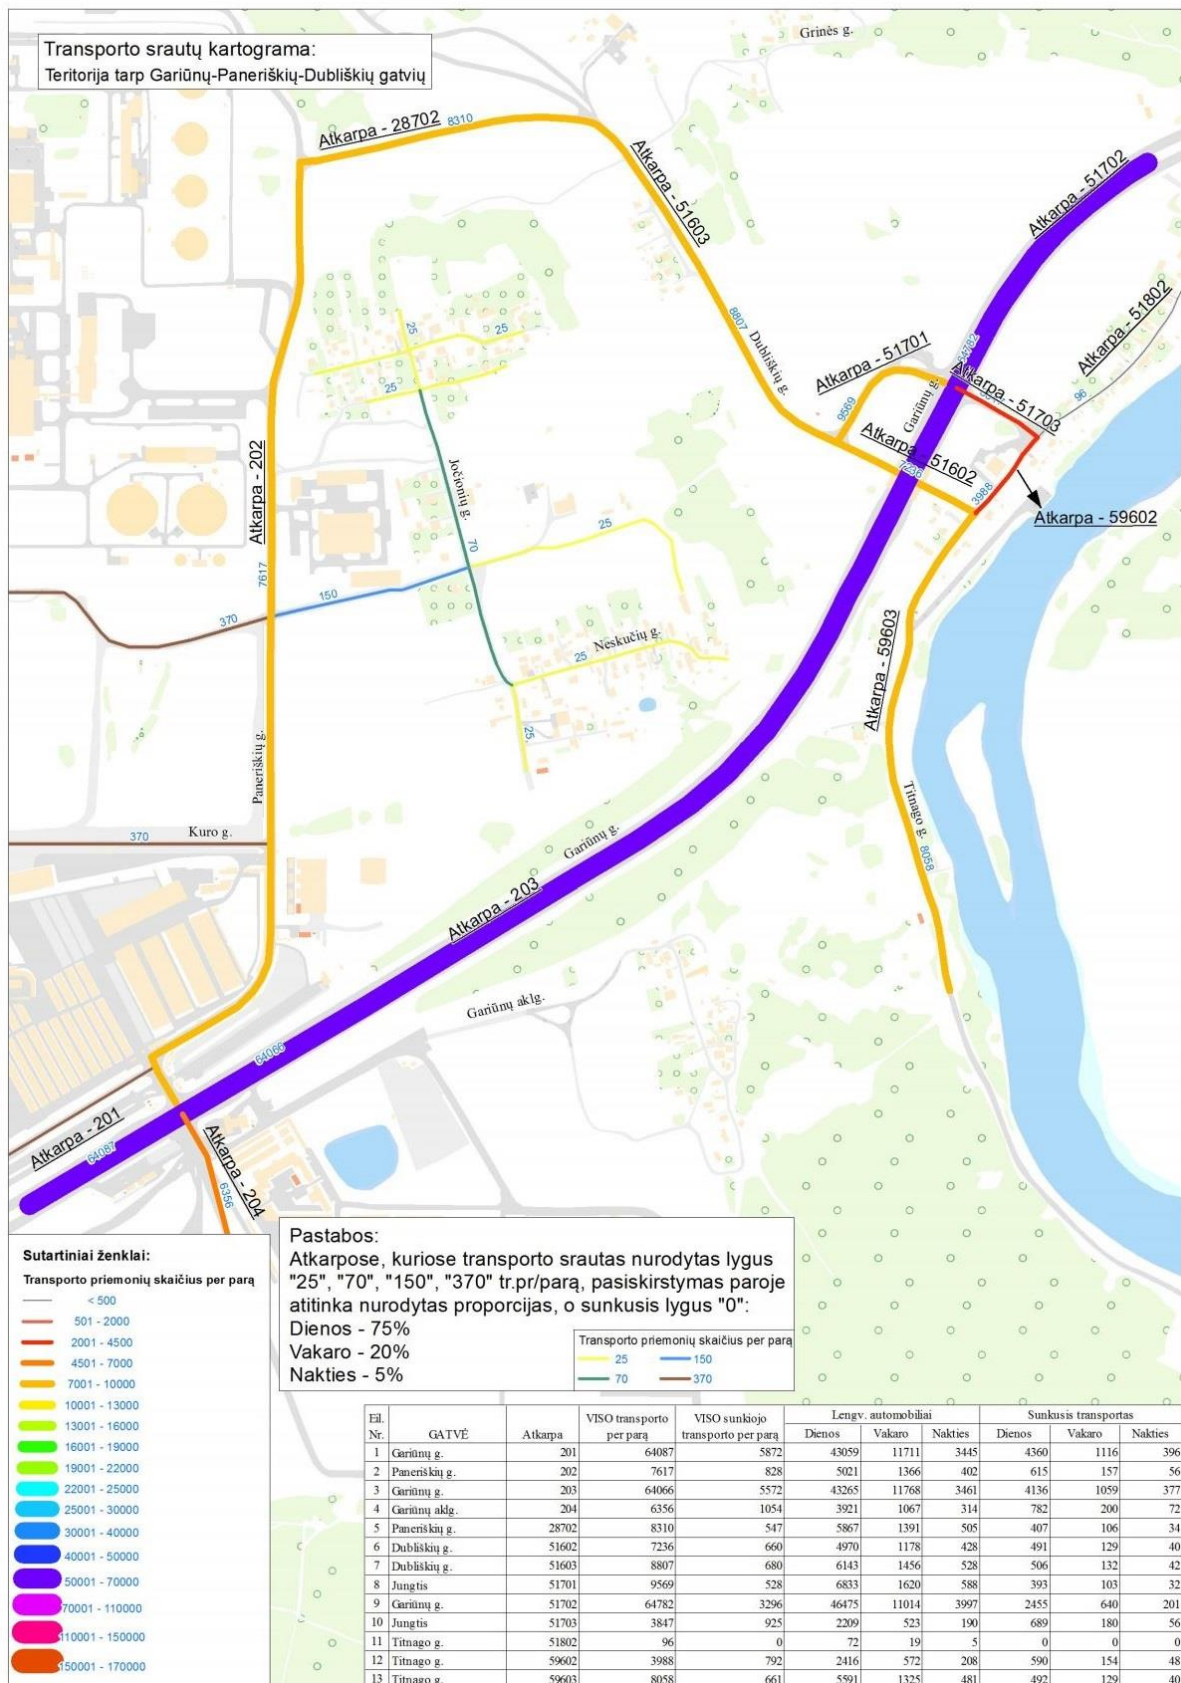 Transporto srautų kartograma:
Teritorija tarp Gariūnų-Paneriškių-Dubliškių gatvių
Grinės g.
Atkarpa - 28702
8310
Atkarpa - 51603
Atkarpa - 51702
Atkarpa - 51802
8807
Dubliškių g.
Atkarpa - 51701
64782
25
25
25
9569
Gariūnų g.
Atkarpa - 51703
96
Atkarpa - 202
Jočionių g.
Atkarpa - 51602
7236
3988
Atkarpa - 59602
25
70
7617
150
370
Atkarpa - 59603
Neskučių g.
25
25
Paneriškių g.
Titnago g.
8058
370
Kuro g.
Gariūnų g.
Atkarpa - 203
Gariūnų aklg.
64066
Atkarpa - 201
64087
Atkarpa - 204
6356
Pastabos:
Atkarpose, kuriose transporto srautas nurodytas lygus
"25", "70", "150", "370" tr.pr/parą, pasiskirstymas paroje
atitinka nurodytas proporcijas, o sunkusis lygus "0":
Dienos - 75%
Vakaro - 20%
Nakties - 5%
Transporto priemonių skaičius per parą
25 150
70 370
Sutartiniai ženklai:
Transporto priemonių skaičius per parą
< 500
501 - 2000
2001 - 4500
4501 - 7000
7001 - 10000
10001 - 13000
13001 - 16000
16001 - 19000
19001 - 22000
22001 - 25000
25001 - 30000
30001 - 40000
40001 - 50000
50001 - 70000
70001 - 110000
110001 - 150000
150001 - 170000
Eil. Nr. GATVĖ Atkarpa VISO transporto per parą VISO sunkiojo transporto per parą Lengv. automobiliai Sunkusis transportas
Dienos Vakaro Nakties Dienos Vakaro Nakties
1 Gariūnų g. 201 64087 5872 43059 11711 3445 4360 1116 396
2 Paneriškių g. 202 7617 828 5021 1366 402 615 157 56
3 Gariūnų g. 203 64066 5572 43265 11768 3461 4136 1059 377
4 Gariūnų aklg. 204 6356 1054 3921 1067 314 782 200 72
5 Paneriškių g. 28702 8310 547 5867 1391 505 407 106 34
6 Dubliškių g. 51602 7236 660 4970 1178 428 491 129 40
7 Dubliškių g. 51603 8807 680 6143 1456 528 506 132 42
8 Jungtis 51701 9569 528 6833 1620 588 393 103 32
9 Gariūnų g. 51702 64782 3296 46475 11014 3997 2455 640 201
10 Jungtis 51703 3847 925 2209 523 190 689 180 56
11 Titnago g. 51802 96 0 72 19 5 0 0 0
12 Titnago g. 59602 3988 792 2416 572 208 590 154 48
13 Titnago g. 59603 8058 661 5591 1325 481 492 129 40